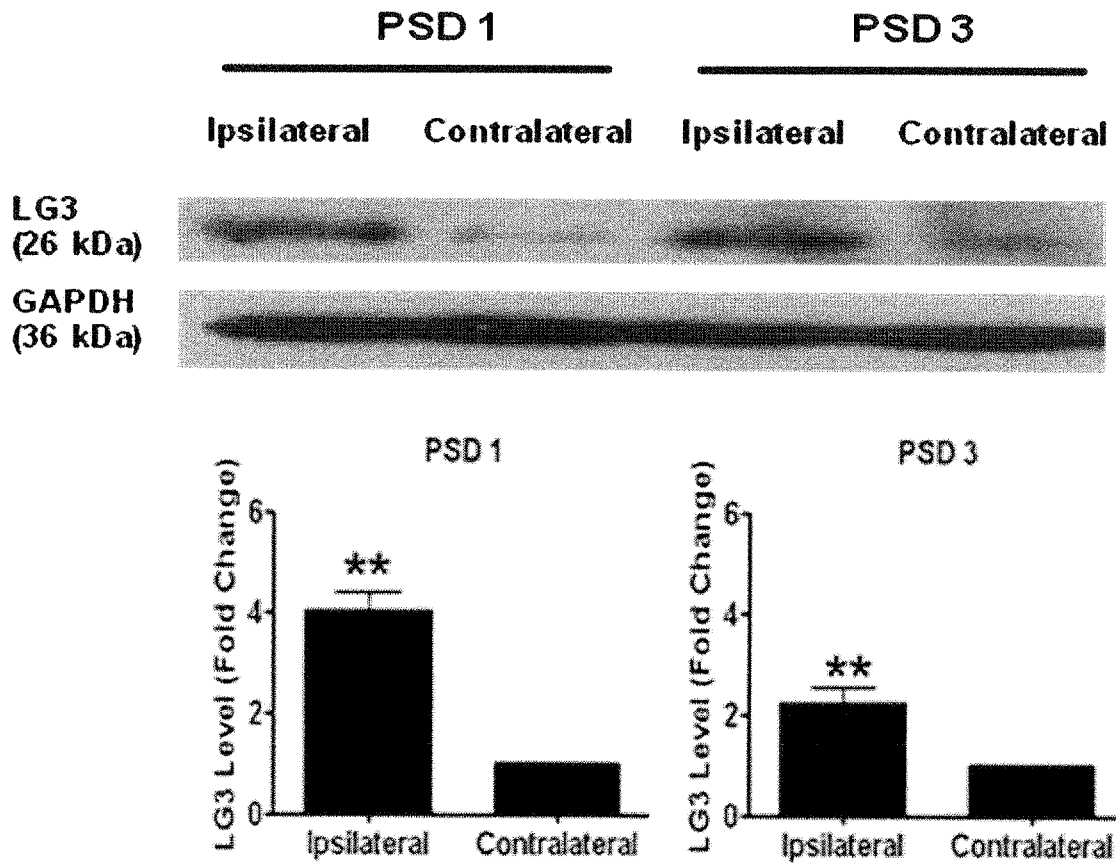 PSD 1 PSD 3
Ipsilateral Contralateral Ipsilateral Contralateral
LG3
(26 kDa)
GAPDH
(36 kDa)
PSD 1
LG3 Level (Fold Change)
6
4
2
0
**
Ipsilateral Contralateral
PSD 3
LG3 Level (Fold Change)
6
4
2
0
**
Ipsilateral Contralateral